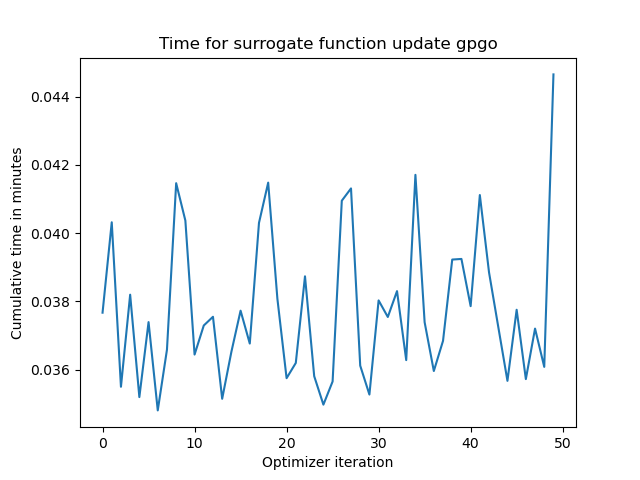 Time for surrogate function update gpgo
0.044
0.042
0.040
0.038
0.036
Cumulative time in minutes
0 10 20 30 40 50
Optimizer iteration